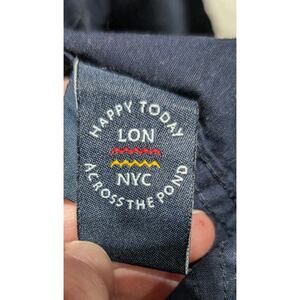 HAPPY TODAY
LON
NYC
ACROSS THE POND